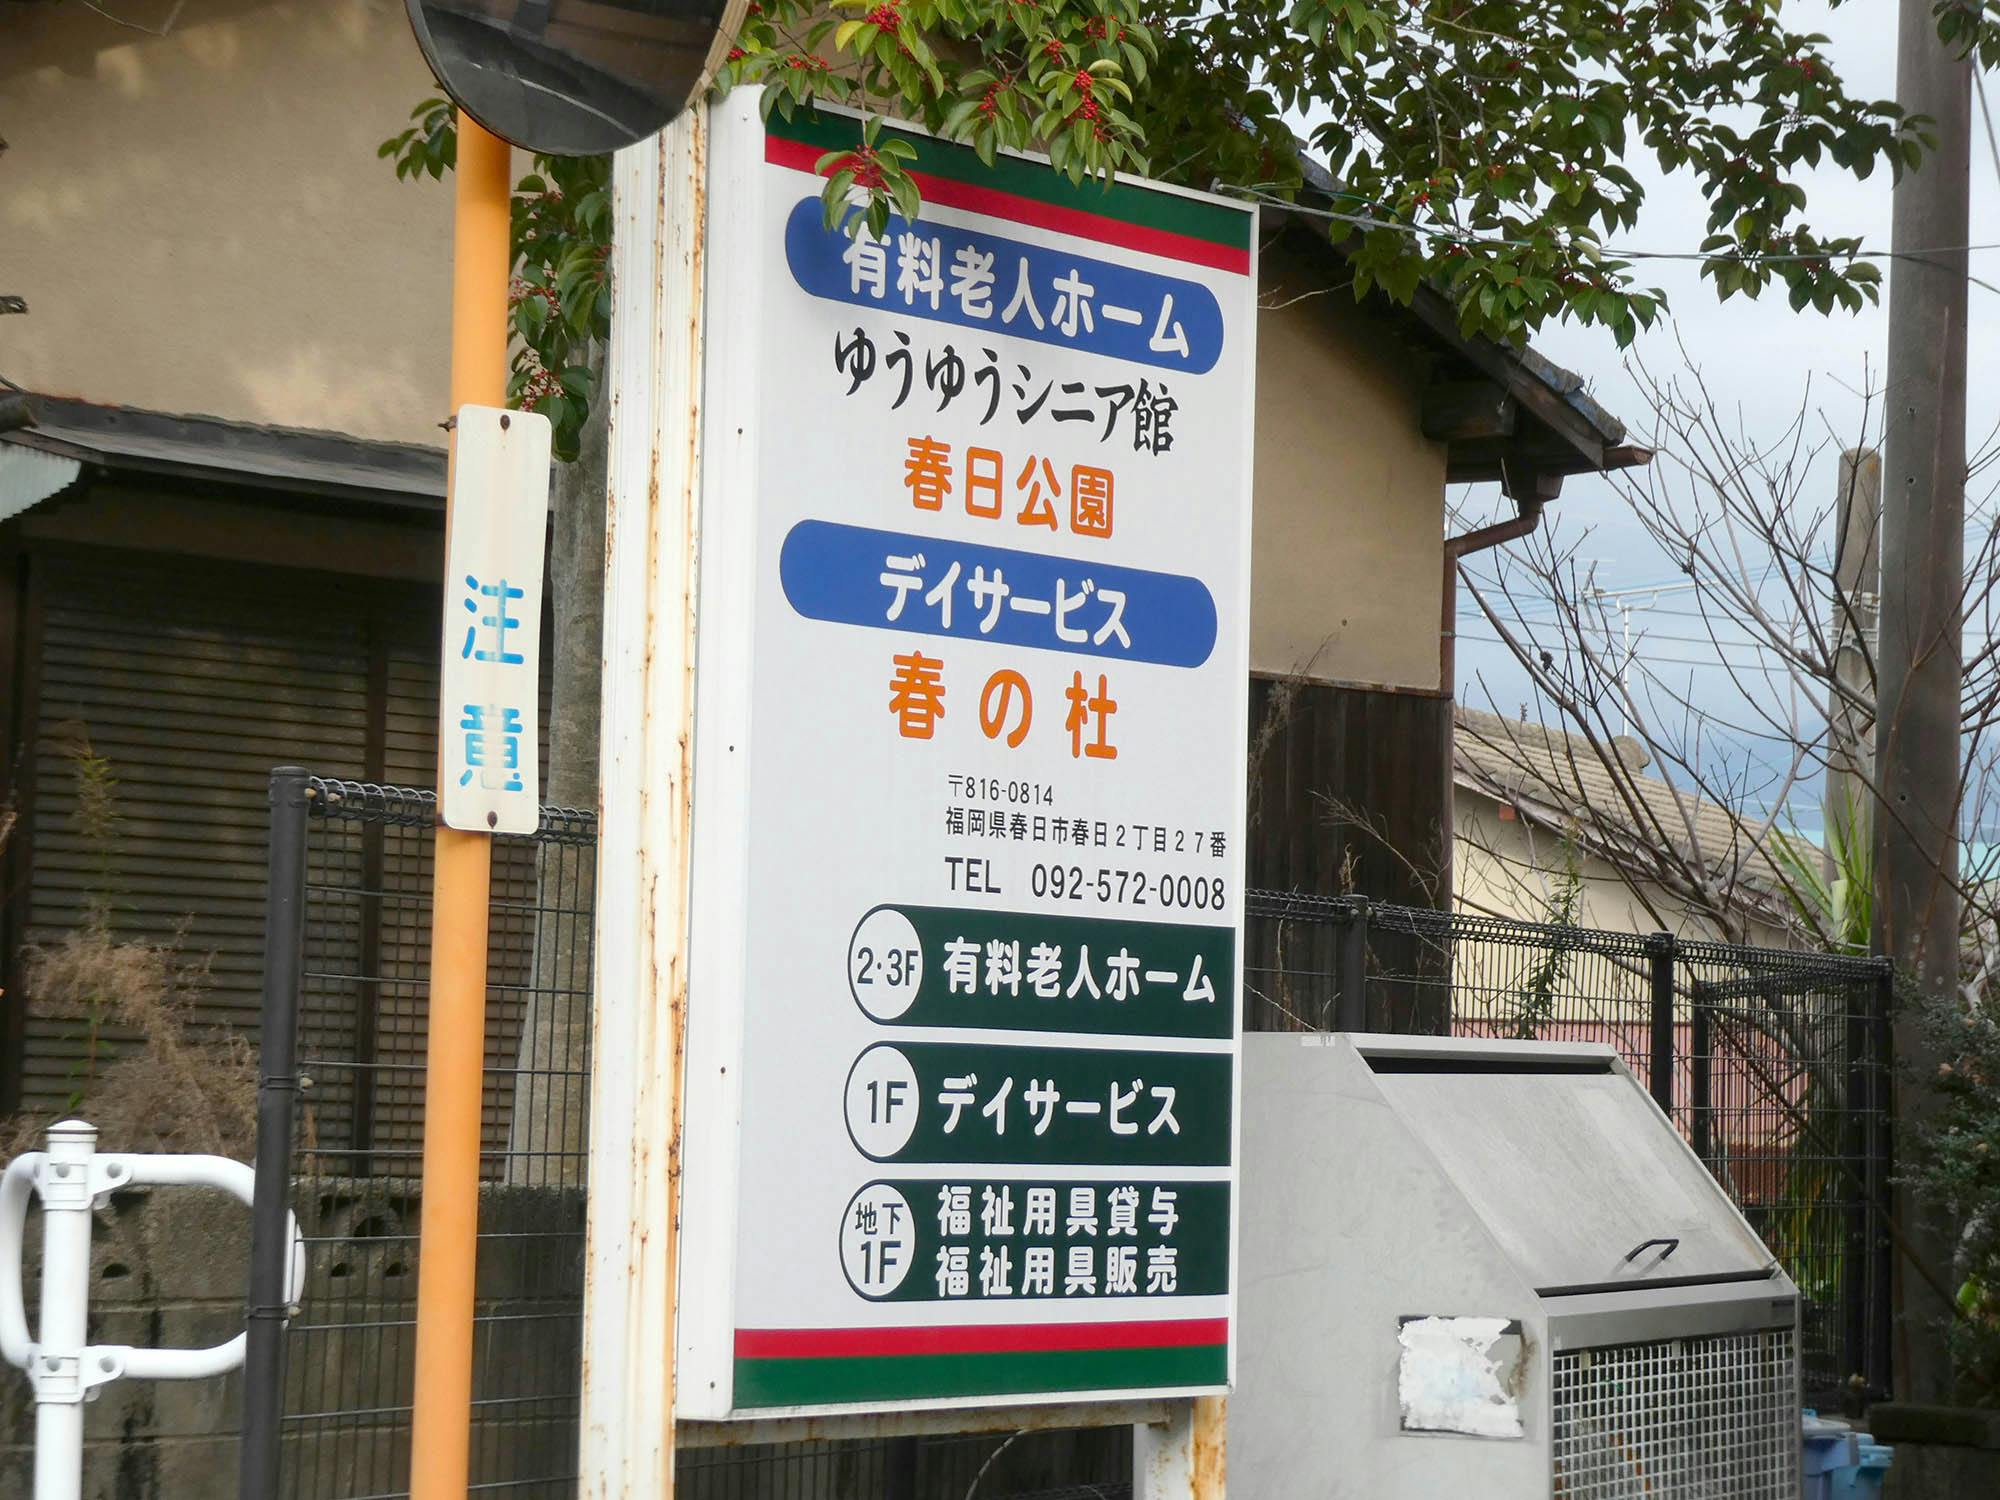 注意
有料老人ホーム
ゆうゆうシニア館
春日公園
デイサービス
春の杜
〒816-0814
福岡県春日市春日2丁目27番
TEL 092-572-0008
2・3F 有料老人ホーム
1F デイサービス
地下1F 福祉用具貸与
福祉用具販売